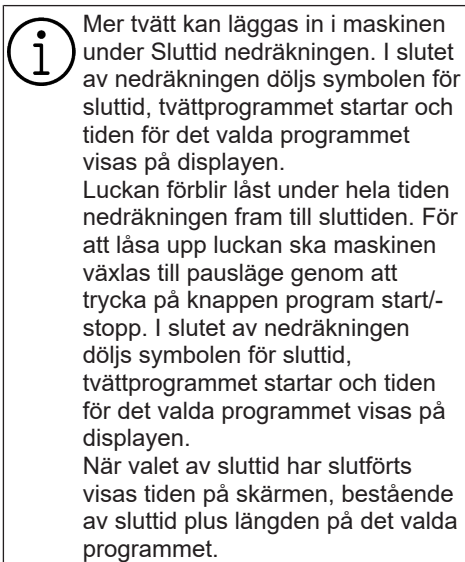 Mer tvätt kan läggas in i maskinen
under Sluttid nedräkningen. I slutet
av nedräkningen döljs symbolen för
sluttid, tvättprogrammet startar och
tiden för det valda programmet
visas på displayen.
Luckan förblir låst under hela tiden
nedräkningen fram till sluttiden. För
att låsa upp luckan ska maskinen
växlas till pausläge genom att
trycka på knappen program start/-
stopp. I slutet av nedräkningen
döljs symbolen för sluttid,
tvättprogrammet startar och tiden
för det valda programmet visas på
displayen.
När valet av sluttid har slutförts
visas tiden på skärmen, bestående
av sluttid plus längden på det valda
programmet.